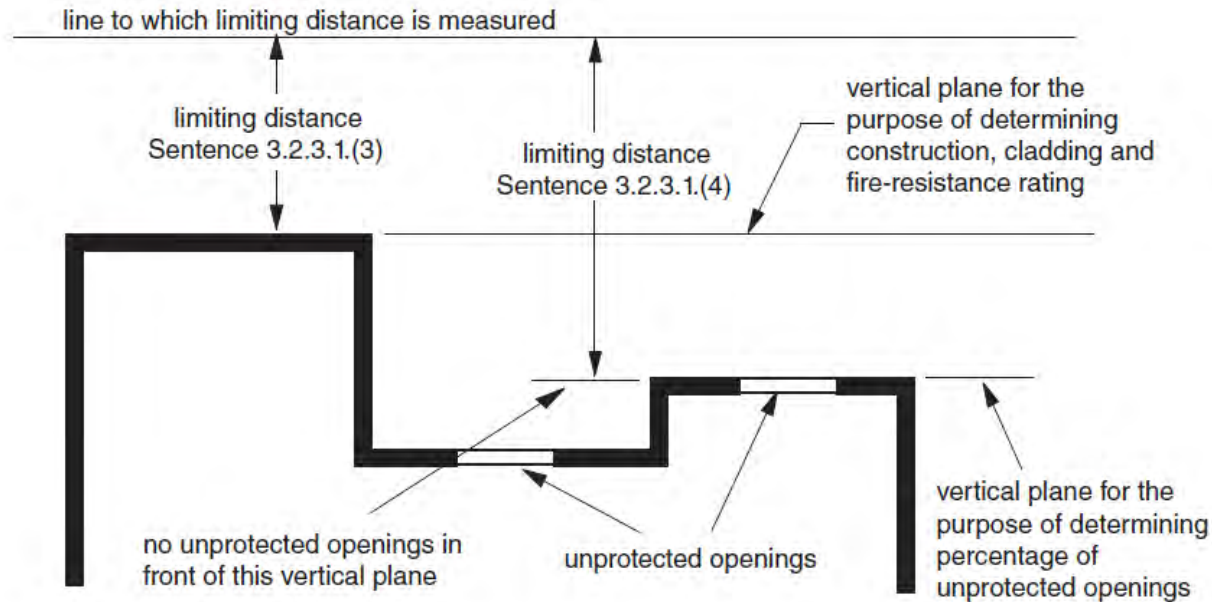 line to which limiting distance is measured
limiting distance
Sentence 3.2.3.1.(3)
limiting distance
Sentence 3.2.3.1.(4)
vertical plane for the
purpose of determining
construction, cladding and
fire-resistance rating
no unprotected openings in
front of this vertical plane
unprotected openings
vertical plane for the
purpose of determining
percentage of
unprotected openings